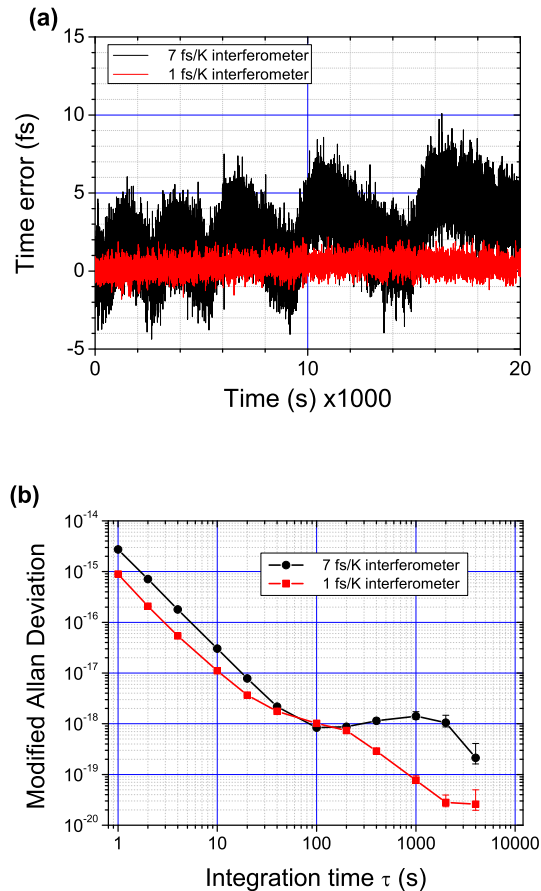 (a)
15
10
5
0
-5
Time error (fs)
7 fs/K interferometer
1 fs/K interferometer
0
10
20
Time (s) x1000
(b)
10^-14
10^-15
10^-16
10^-17
10^-18
10^-19
10^-20
Modified Allan Deviation
7 fs/K interferometer
1 fs/K interferometer
1
10
100
1000
10000
Integration time τ (s)